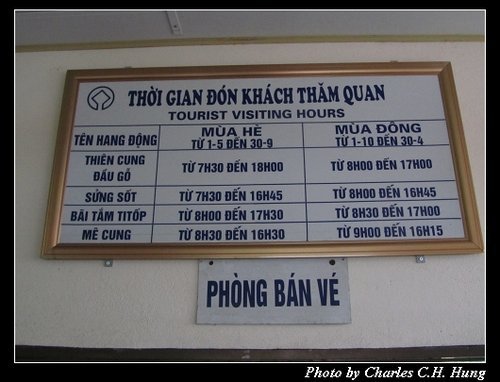 THỜI GIAN ĐÓN KHÁCH THĂM QUAN
TOURIST VISITING HOURS
TÊN HANG ĐỘNG
MÙA HÈ
TỪ 1-5 ĐẾN 30-9
MÙA ĐÔNG
TỪ 1-10 ĐẾN 30-4
THIÊN CUNG
ĐẦU GỖ
TỪ 7H30 ĐẾN 18H00
TỪ 8H00 ĐẾN 17H00
SỬNG SỐT
TỪ 7H30 ĐẾN 16H45
TỪ 8H00 ĐẾN 16H45
BÃI TẮM TITỐP
TỪ 8H00 ĐẾN 17H30
TỪ 8H30 ĐẾN 17H00
MÊ CUNG
TỪ 8H30 ĐẾN 16H30
TỪ 9H00 ĐẾN 16H15
PHÒNG BÁN VÉ
Photo by Charles C.H. Hung